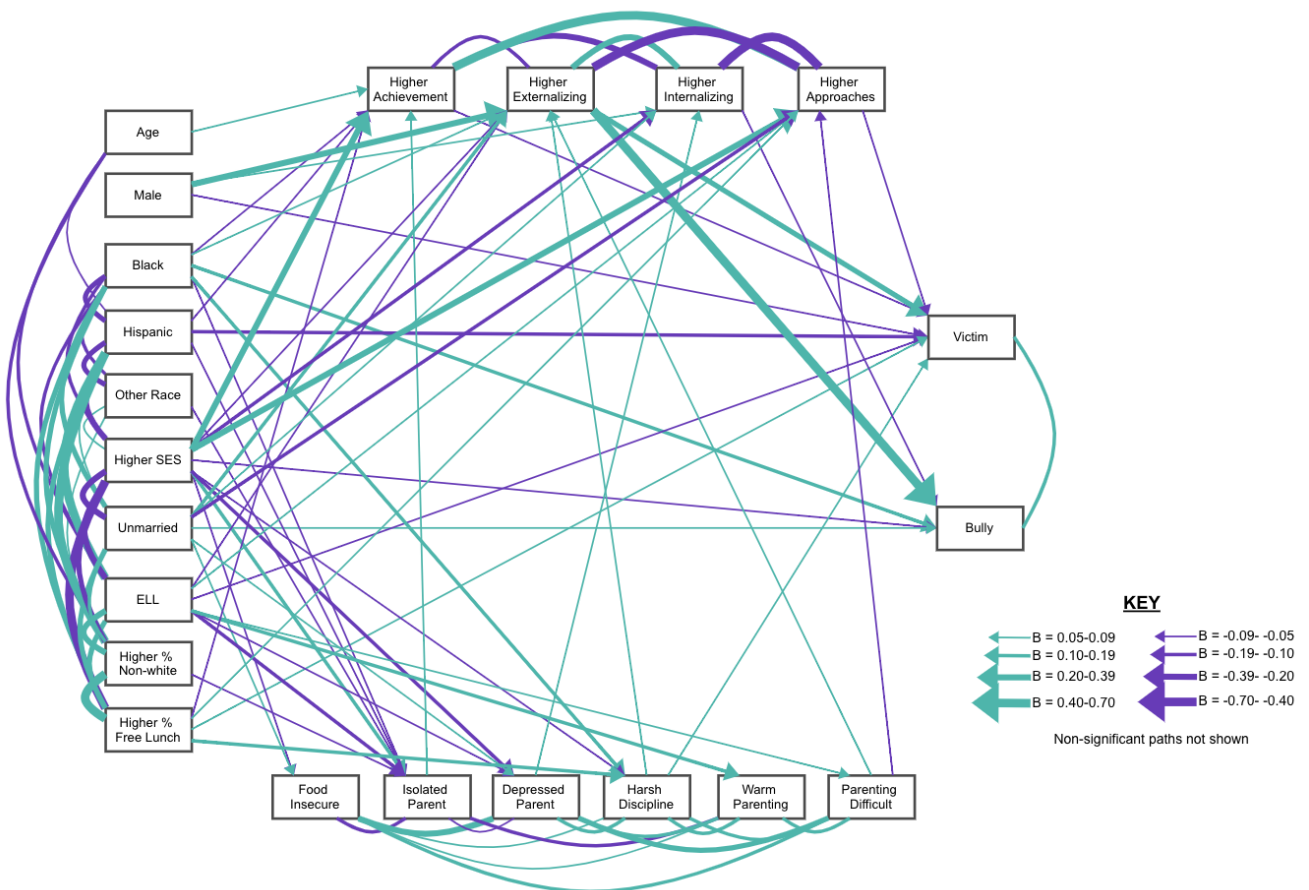 Higher
Achievement
Higher
Externalizing
Higher
Internalizing
Higher
Approaches
Age
Male
Black
Hispanic
Other Race
Higher SES
Unmarried
ELL
Higher %
Non-white
Higher %
Free Lunch
Victim
Bully
Food
Insecure
Isolated
Parent
Depressed
Parent
Harsh
Discipline
Warm
Parenting
Parenting
Difficult
KEY
B = 0.05-0.09
B = -0.09- -0.05
B = 0.10-0.19
B = -0.19- -0.10
B = 0.20-0.39
B = -0.39- -0.20
B = 0.40-0.70
B = -0.70- -0.40
Non-significant paths not shown